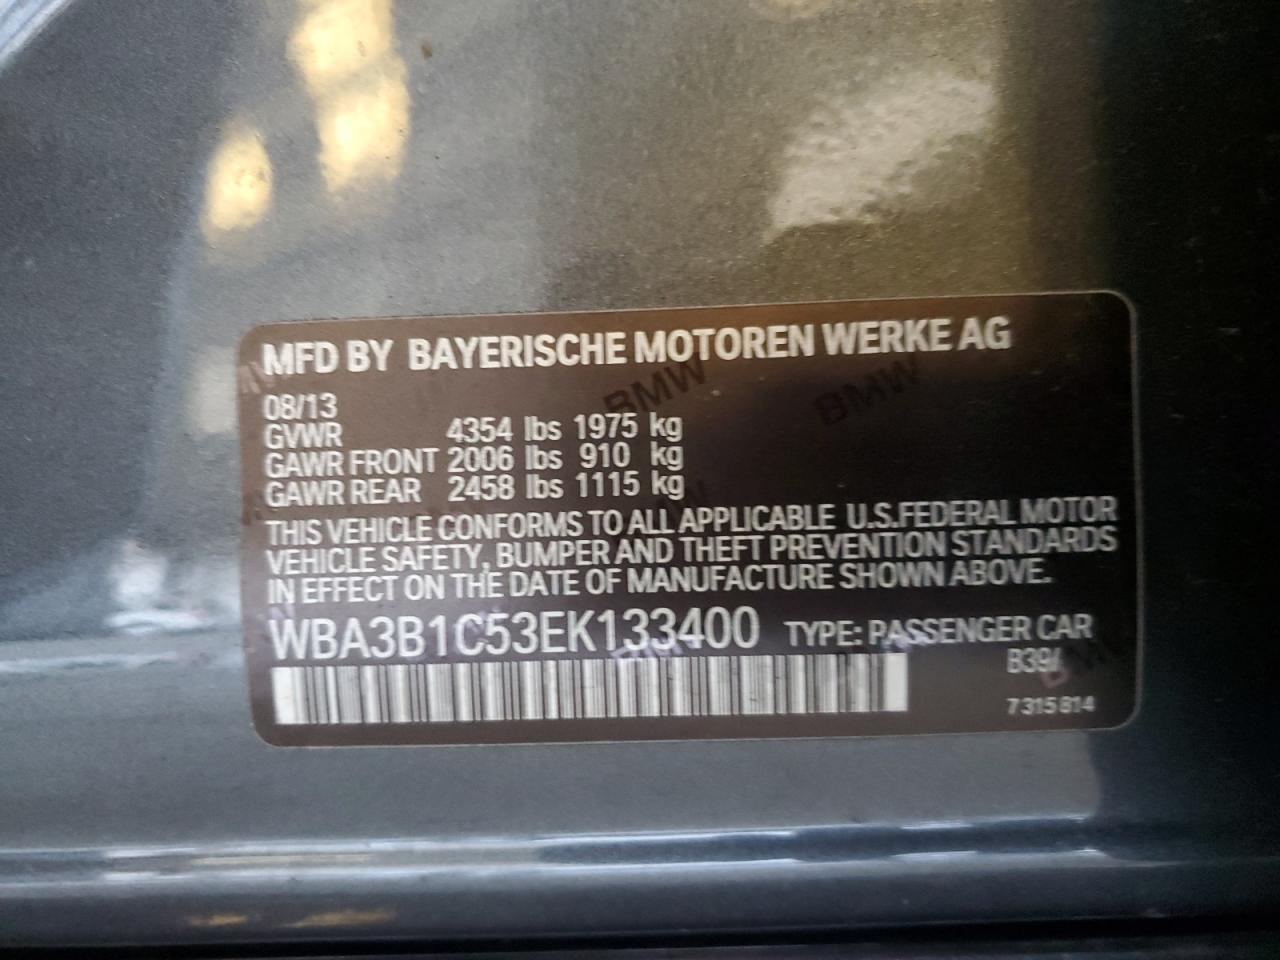 MFD BY BAYERISCHE MOTOREN WERKE AG
08/13
GVWR 4354 lbs 1975 kg
GAWR FRONT 2006 lbs 910 kg
GAWR REAR 2458 lbs 1115 kg
THIS VEHICLE CONFORMS TO ALL APPLICABLE U.S.FEDERAL MOTOR
VEHICLE SAFETY, BUMPER AND THEFT PREVENTION STANDARDS
IN EFFECT ON THE DATE OF MANUFACTURE SHOWN ABOVE.
WBA3B1C53EK133400 TYPE: PASSENGER CAR
B39/
7315814